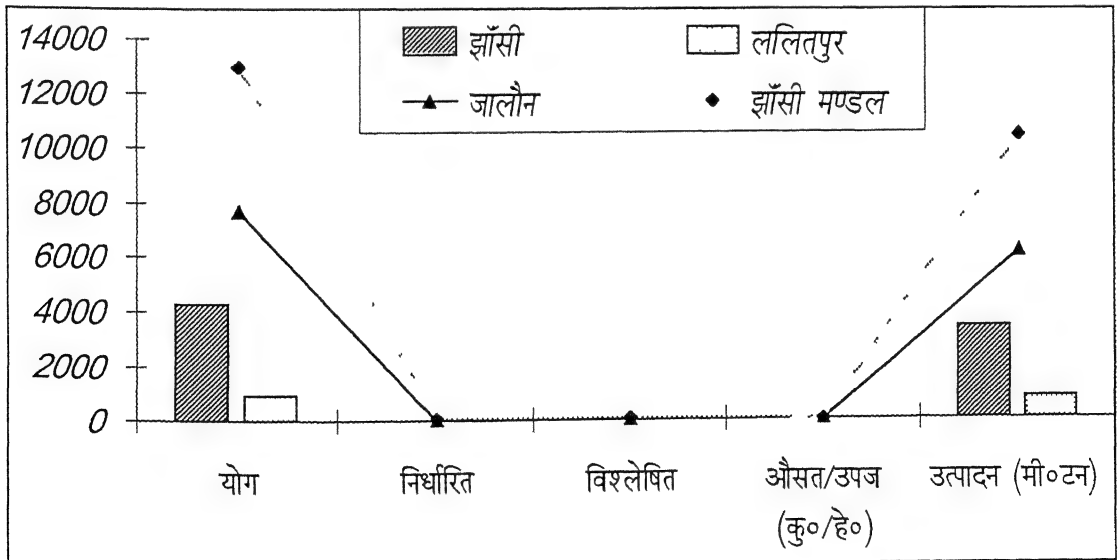 14000
12000
10000
8000
6000
4000
2000
0
झाँसी
ललितपुर
जालौन
झाँसी मण्डल
योग
निर्धारित
विश्लेषित
औसत/उपज
(कु०/हे०)
उत्पादन (मी०टन)